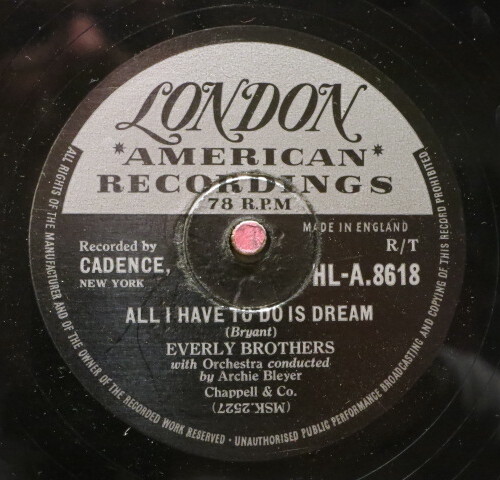 LONDON
*AMERICAN*
RECORDINGS
78 R.P.M
MADE IN ENGLAND
Recorded by
R/T
CADENCE,
HL-A.8618
NEW YORK
ALL I HAVE TO DO IS DREAM
(Bryant)
EVERLY BROTHERS
with Orchestra conducted
by Archie Bleyer
Chappell & Co.
(MSK.2527)
ALL RIGHTS OF THE MANUFACTURER AND OF THE OWNER OF THE RECORDED WORK RESERVED · UNAUTHORISED PUBLIC PERFORMANCE BROADCASTING AND COPYING OF THIS RECORD PROHIBITED